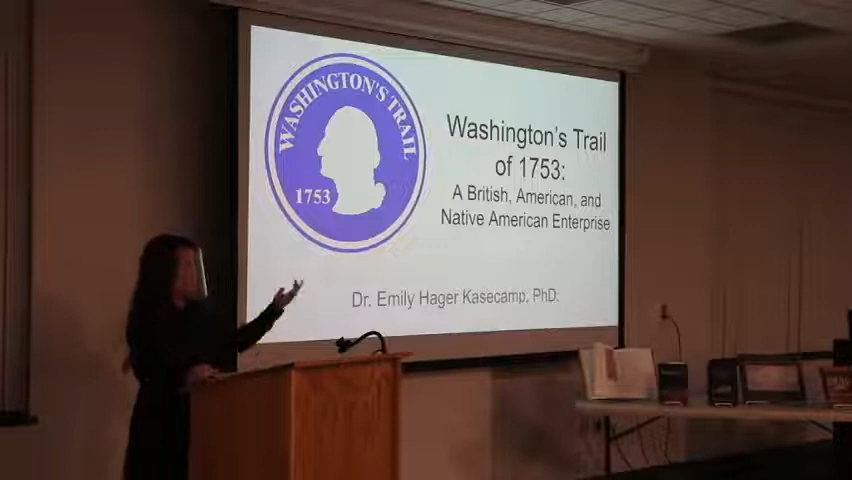 WASHINGTON'S TRAIL
1753
Washington's Trail
of 1753:
A British, American, and
Native American Enterprise
Dr. Emily Hager Kasecamp, PhD.